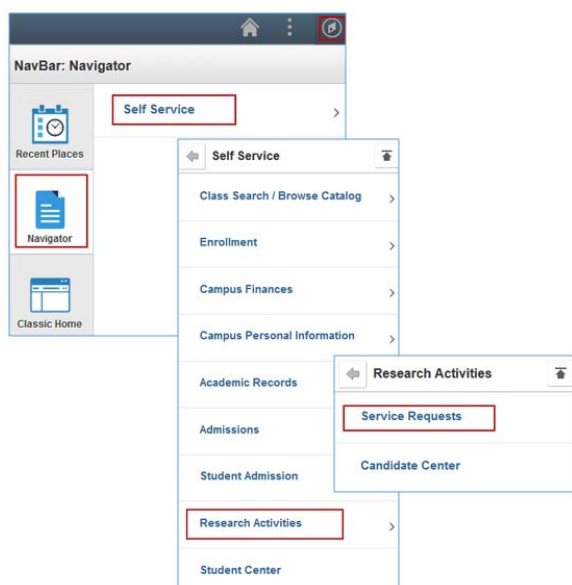 NavBar: Navigator
Self Service
Recent Places
Navigator
Classic Home
Self Service
Class Search / Browse Catalog
Enrollment
Campus Finances
Campus Personal Information
Academic Records
Admissions
Student Admission
Research Activities
Student Center
Research Activities
Service Requests
Candidate Center